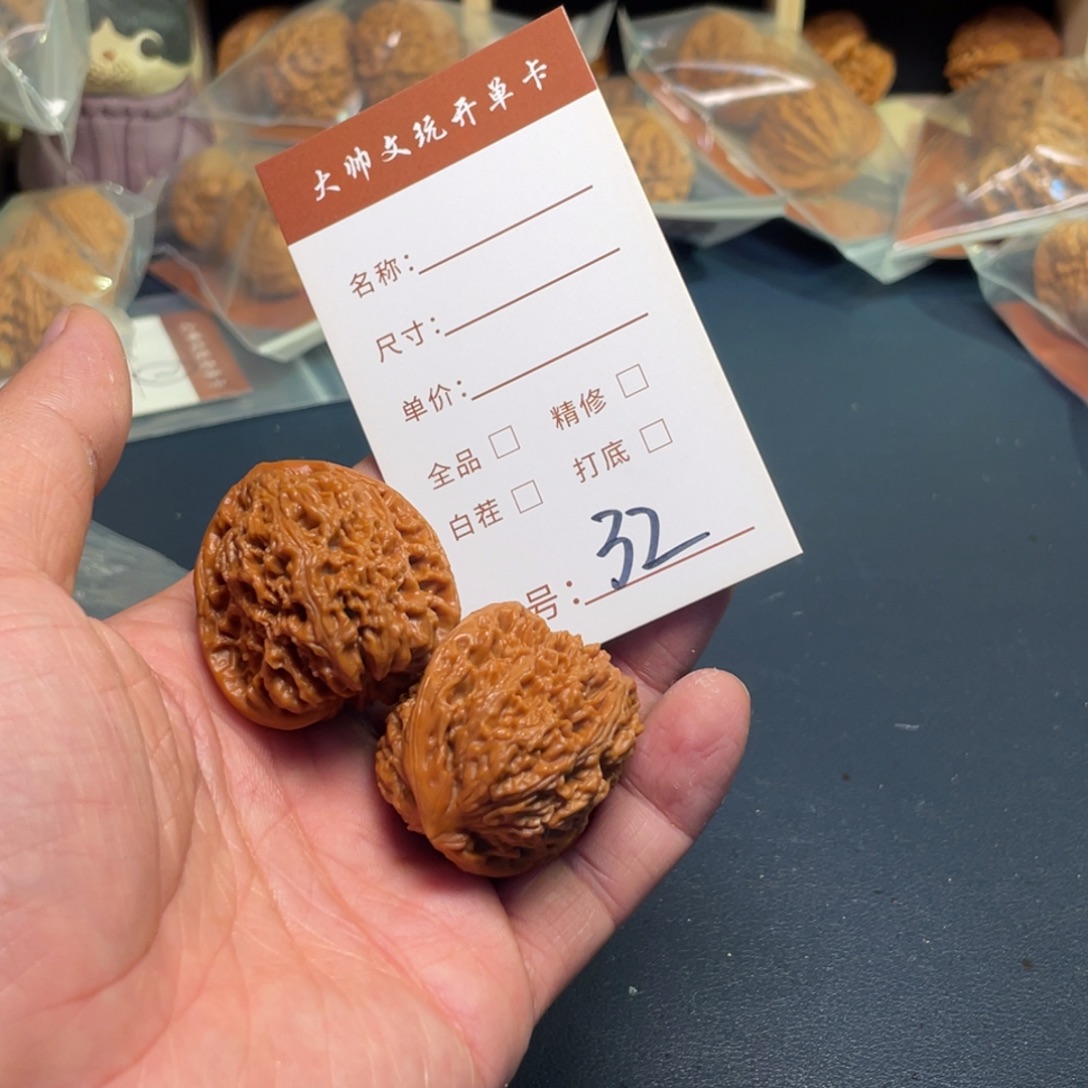 大帅文玩开单卡
名称：
尺寸：
单价：
全品 □ 精修 □
白茬 □ 打底 □
号：32